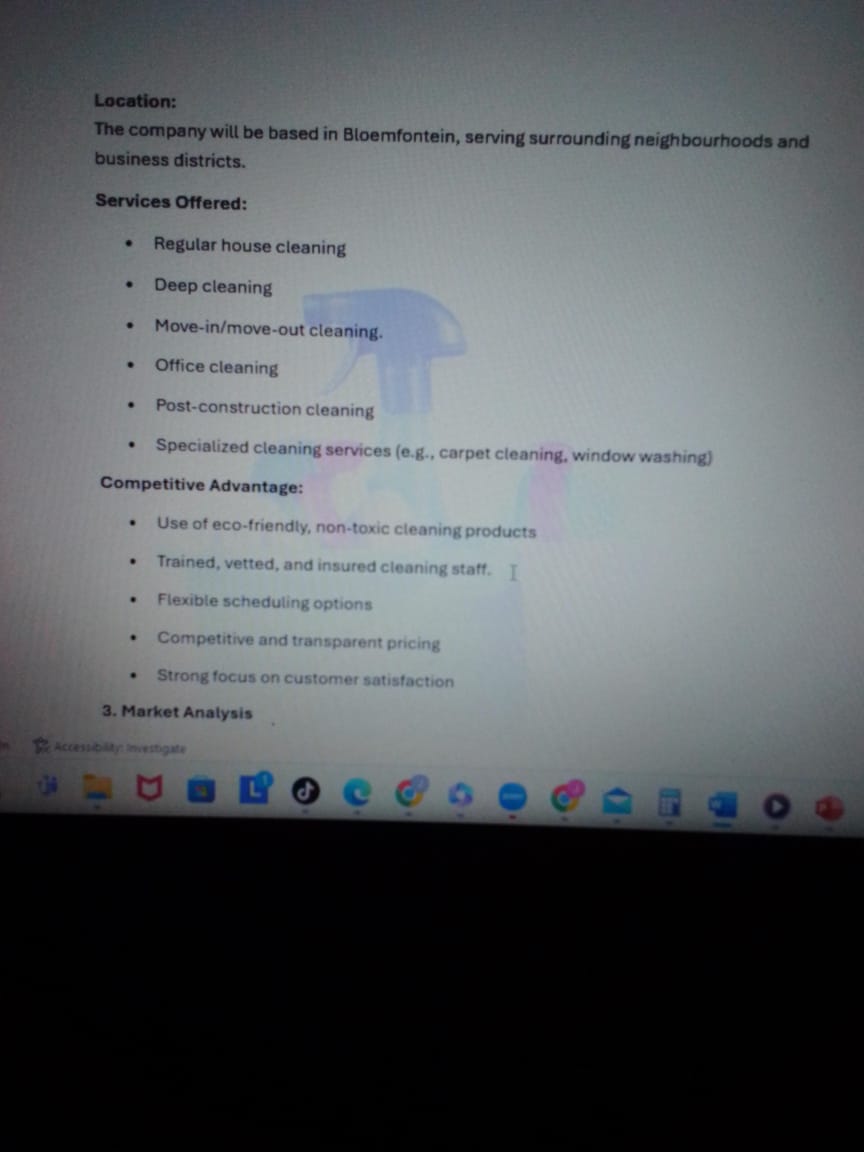 Location:
The company will be based in Bloemfontein, serving surrounding neighbourhoods and
business districts.
Services Offered:
• Regular house cleaning
• Deep cleaning
• Move-in/move-out cleaning.
• Office cleaning
• Post-construction cleaning
• Specialized cleaning services (e.g., carpet cleaning, window washing)
Competitive Advantage:
• Use of eco-friendly, non-toxic cleaning products
• Trained, vetted, and insured cleaning staff.
• Flexible scheduling options
• Competitive and transparent pricing
• Strong focus on customer satisfaction
3. Market Analysis
Accessibility: Investigate